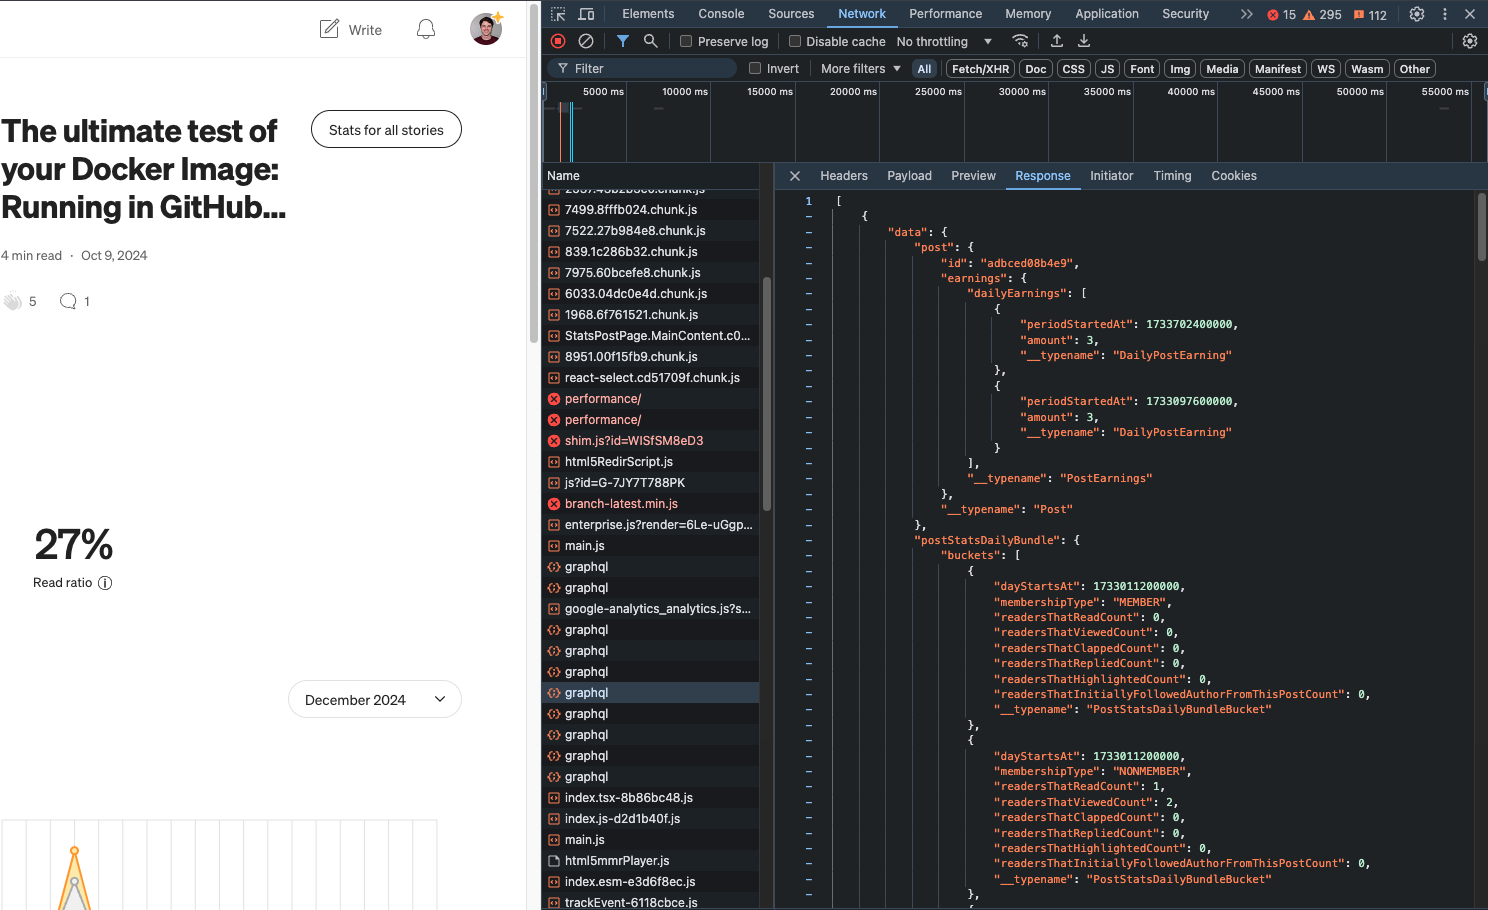 Write
The ultimate test of
your Docker Image:
Running in GitHub...
Stats for all stories
4 min read · Oct 9, 2024
5 1
27%
Read ratio
December 2024
Elements Console Sources Network Performance Memory Application Security 15 295 112
Preserve log Disable cache No throttling
Filter Invert More filters All Fetch/XHR Doc CSS JS Font Img Media Manifest WS Wasm Other
5000 ms 10000 ms 15000 ms 20000 ms 25000 ms 30000 ms 35000 ms 40000 ms 45000 ms 50000 ms 55000 ms
Name
7499.8fffb024.chunk.js
7522.27b984e8.chunk.js
839.1c286b32.chunk.js
7975.60bcefe8.chunk.js
6033.04dc0e4d.chunk.js
1968.6f761521.chunk.js
StatsPostPage.MainContent.c0...
8951.00f15fb9.chunk.js
react-select.cd51709f.chunk.js
performance/
performance/
shim.js?id=WISfSM8eD3
html5RedirScript.js
js?id=G-7JY7T788PK
branch-latest.min.js
enterprise.js?render=6Le-uGgp...
main.js
graphql
graphql
google-analytics_analytics.js?s...
graphql
graphql
graphql
graphql
graphql
graphql
graphql
graphql
index.tsx-8b86bc48.js
index.js-d2d1b40f.js
main.js
html5mmrPlayer.js
index.esm-e3d6f8ec.js
trackEvent-6118cbce.js
Headers Payload Preview Response Initiator Timing Cookies
1 [
{
"data": {
"post": {
"id": "adbced08b4e9",
"earnings": {
"dailyEarnings": [
{
"periodStartedAt": 1733702400000,
"amount": 3,
"__typename": "DailyPostEarning"
},
{
"periodStartedAt": 1733097600000,
"amount": 3,
"__typename": "DailyPostEarning"
}
],
"__typename": "PostEarnings"
},
"__typename": "Post"
},
"postStatsDailyBundle": {
"buckets": [
{
"dayStartsAt": 1733011200000,
"membershipType": "MEMBER",
"readersThatReadCount": 0,
"readersThatViewedCount": 0,
"readersThatClappedCount": 0,
"readersThatRepliedCount": 0,
"readersThatHighlightedCount": 0,
"readersThatInitiallyFollowedAuthorFromThisPostCount": 0,
"__typename": "PostStatsDailyBundleBucket"
},
{
"dayStartsAt": 1733011200000,
"membershipType": "NONMEMBER",
"readersThatReadCount": 1,
"readersThatViewedCount": 2,
"readersThatClappedCount": 0,
"readersThatRepliedCount": 0,
"readersThatHighlightedCount": 0,
"readersThatInitiallyFollowedAuthorFromThisPostCount": 0,
"__typename": "PostStatsDailyBundleBucket"
},